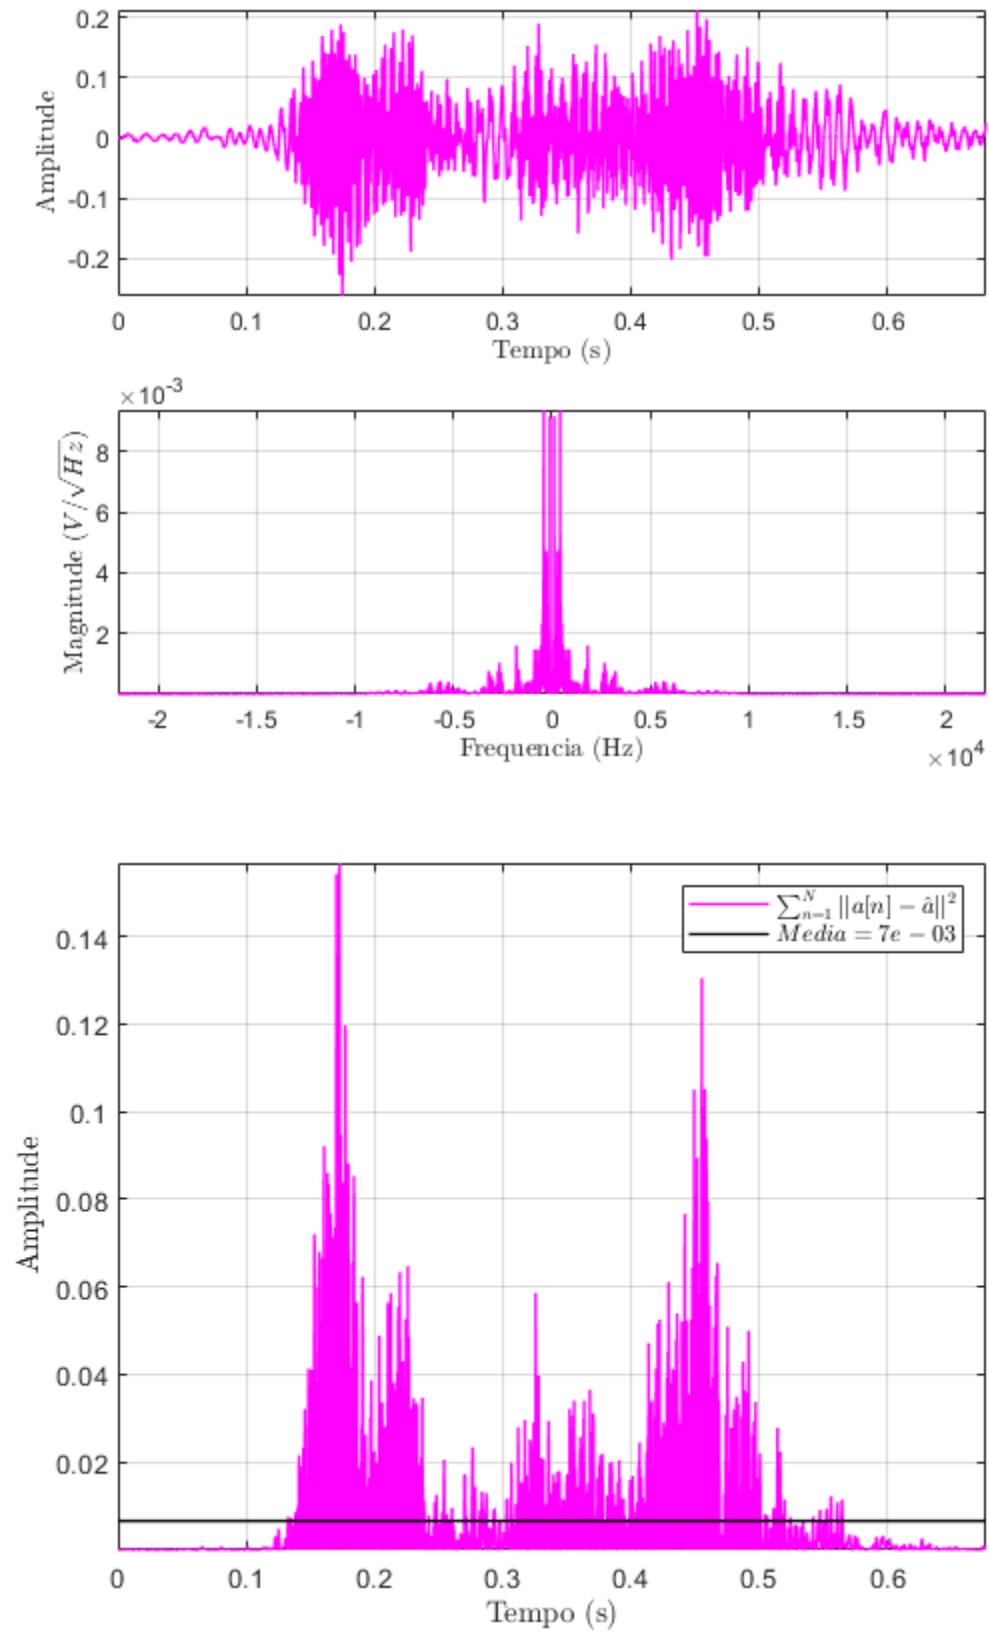 0.2
0.1
0
-0.1
-0.2
Amplitude
0 0.1 0.2 0.3 0.4 0.5 0.6
Tempo (s)
×10-3
8
6
4
2
Magnitude (V/√Hz)
-2 -1.5 -1 -0.5 0 0.5 1 1.5 2
Frequencia (Hz)
×104
∑N n=1 ||a[n] − â||2
Media = 7e − 03
0.14
0.12
0.1
0.08
0.06
0.04
0.02
Amplitude
0 0.1 0.2 0.3 0.4 0.5 0.6
Tempo (s)